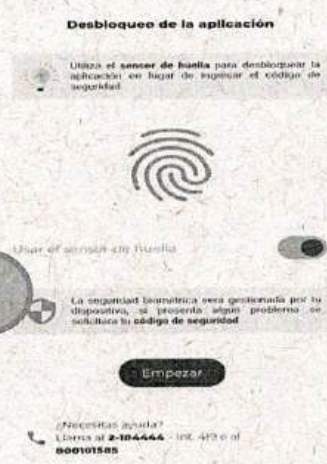 Desbloqueo de la aplicación
Utiliza el sensor de huella para desbloquear la
aplicación en lugar de ingresar el código de
seguridad.
Usar el sensor de huella
La seguridad biométrica será gestionada por tu
dispositivo, si presenta algún problema se
solicitara tu código de seguridad
Empezar
¿Necesitas ayuda?
Llama al 2-184444 - Int. 419 o al
800101585